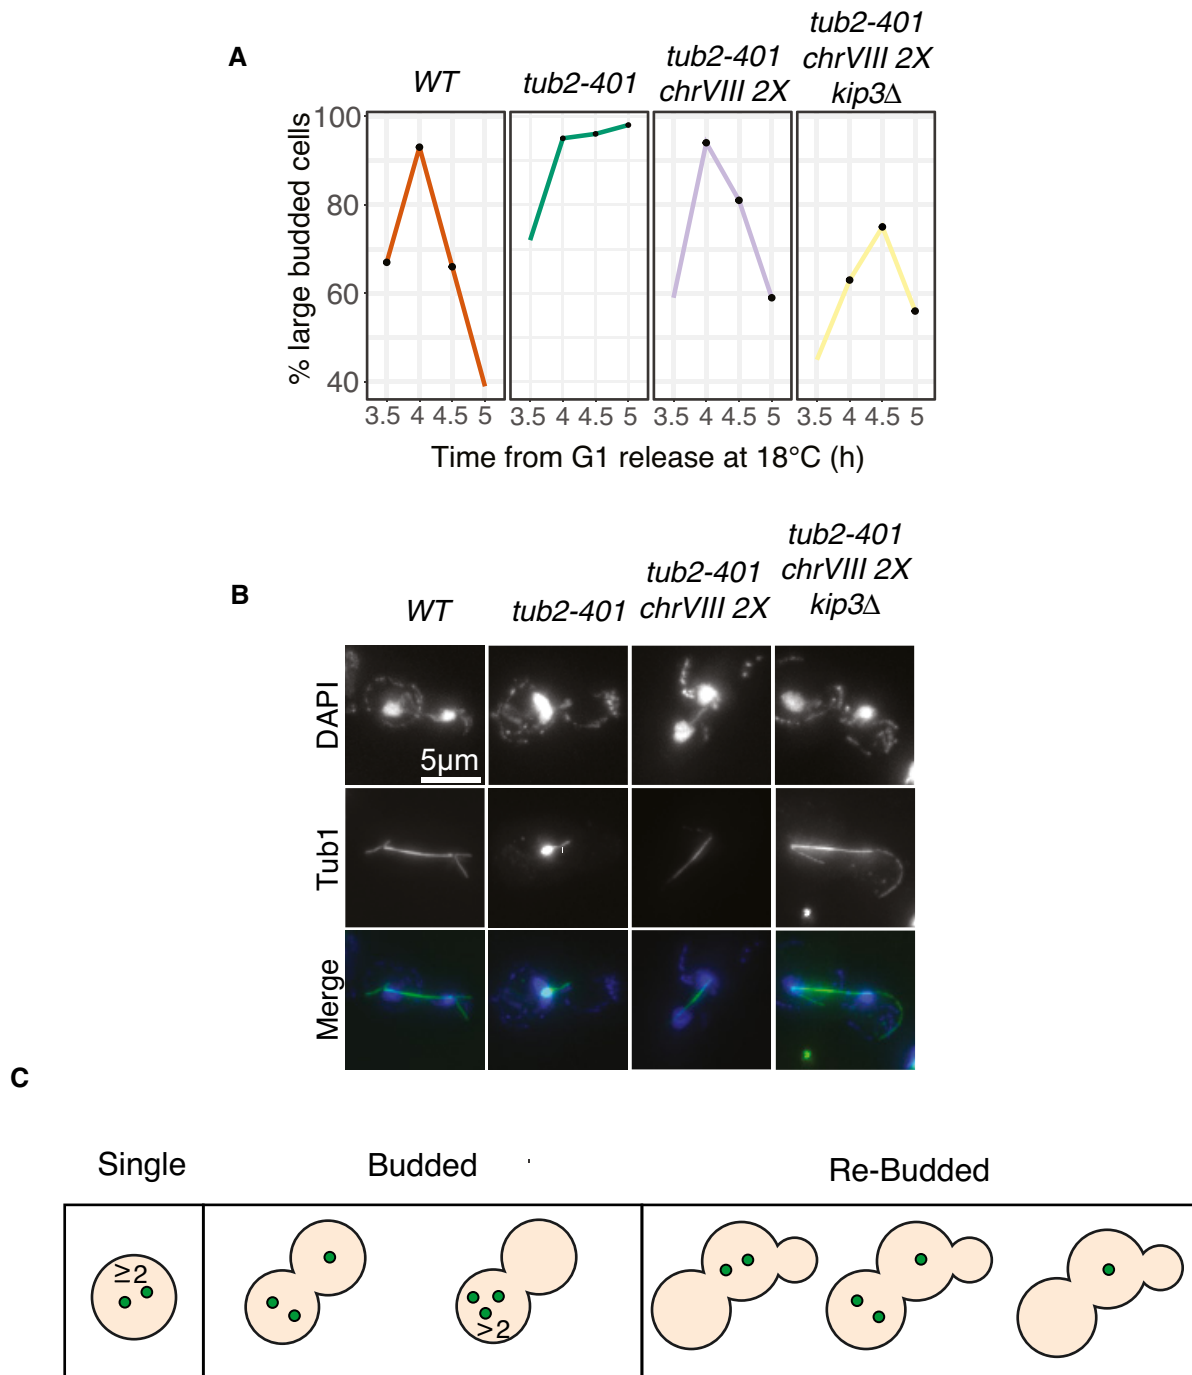 A
WT
tub2-401
tub2-401
chrVIII 2X
tub2-401
chrVIII 2X
kip3Δ
% large budded cells
100
80
60
40
3.5 4 4.5 5
3.5 4 4.5 5
3.5 4 4.5 5
3.5 4 4.5 5
Time from G1 release at 18°C (h)
B
WT
tub2-401
tub2-401
chrVIII 2X
tub2-401
chrVIII 2X
kip3Δ
DAPI
5µm
Tub1
Merge
C
Single
Budded
Re-Budded
≥2
>2